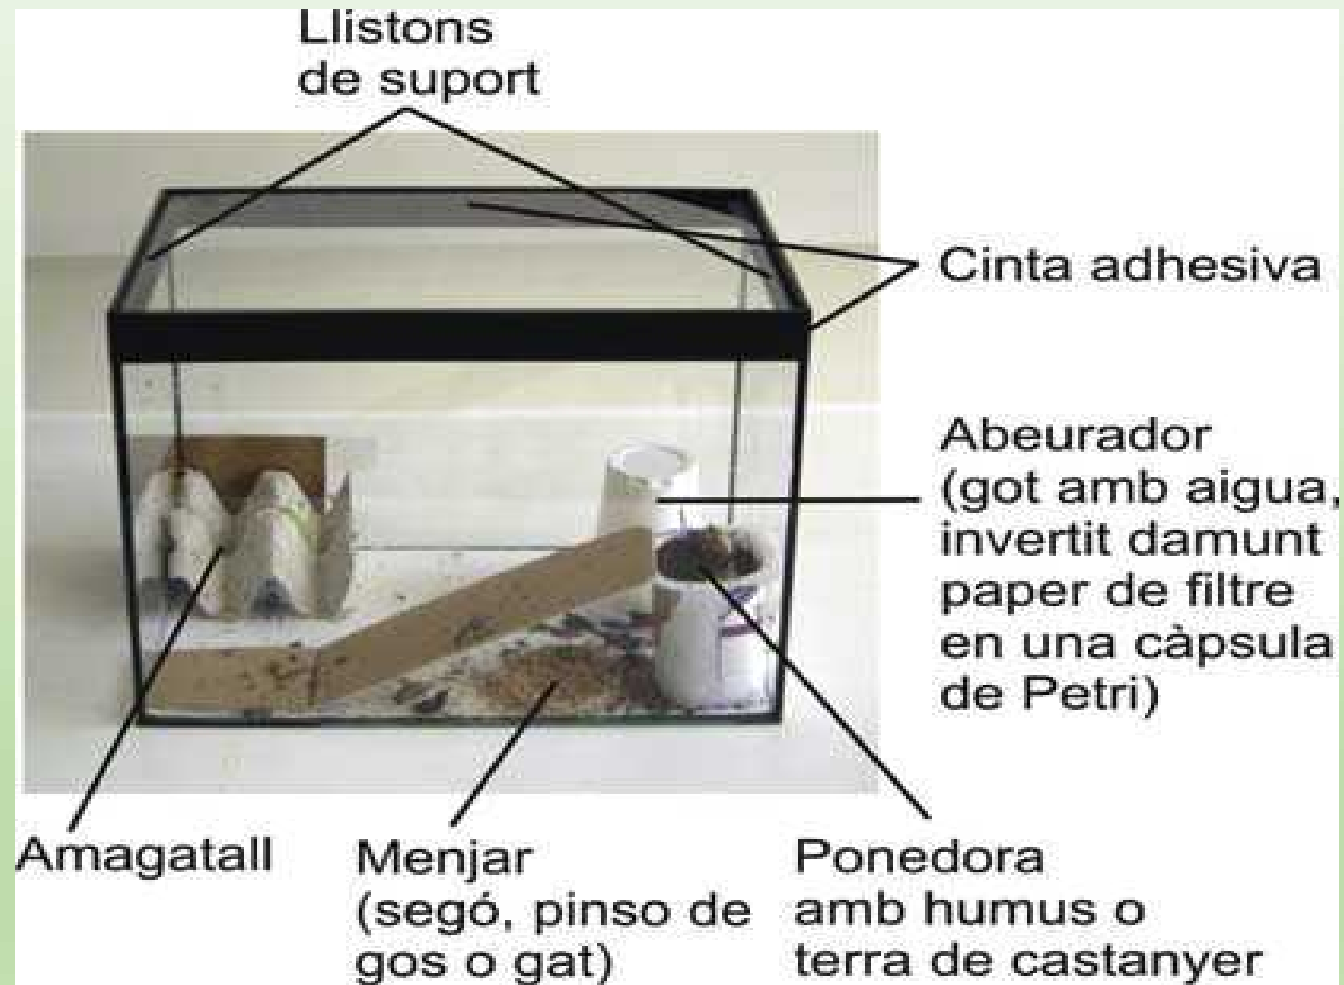 Llistons
de suport
Cinta adhesiva
Abeurador
(got amb aigua,
invertit damunt
paper de filtre
en una càpsula
de Petri)
Amagatall
Menjar
(segó, pinso de
gos o gat)
Ponedora
amb humus o
terra de castanyer